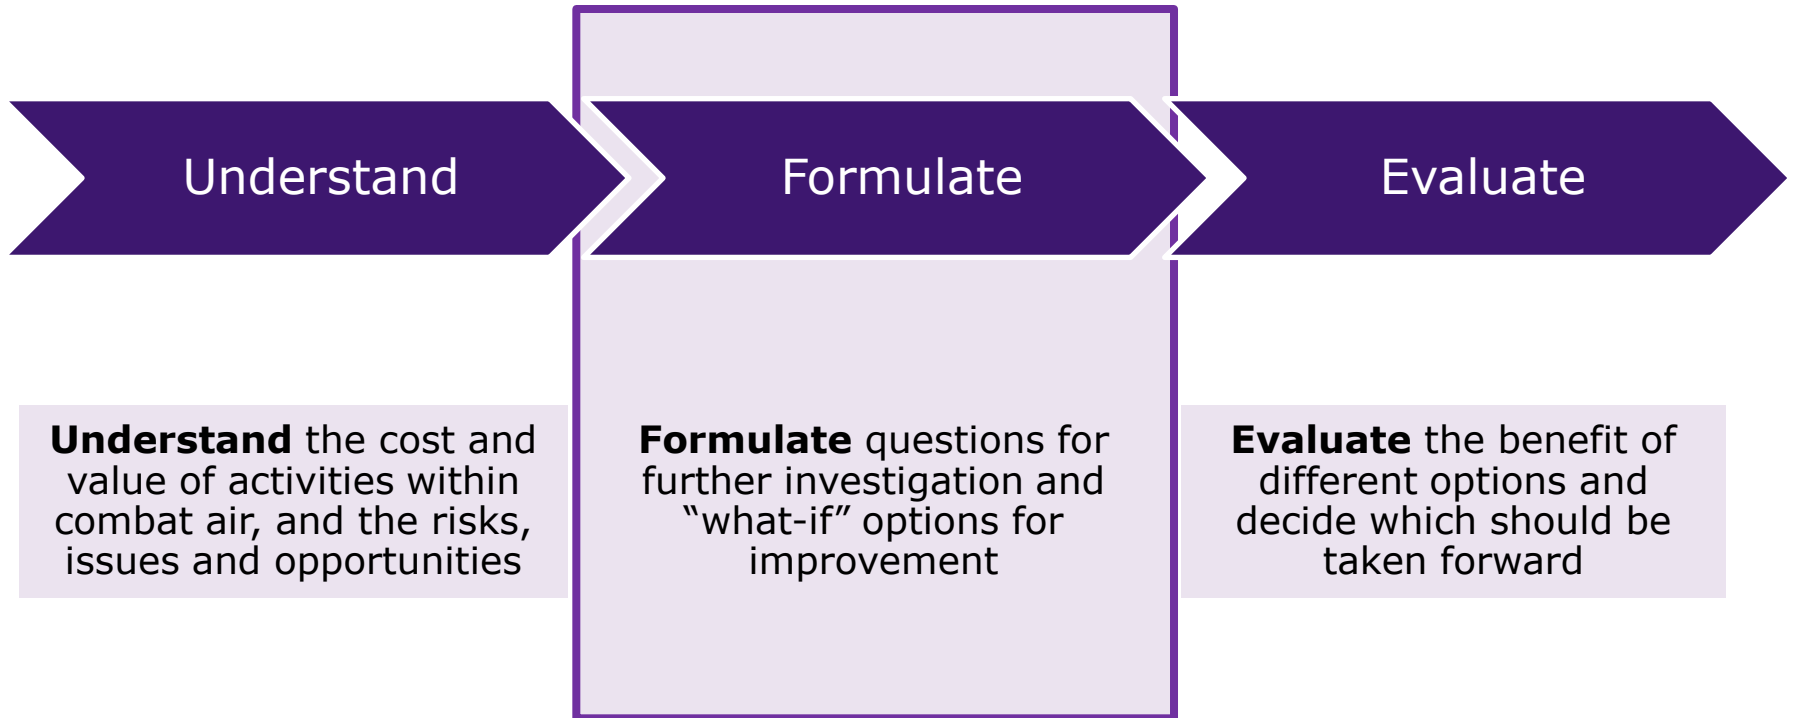 Understand
Formulate
Evaluate
Understand the cost and
value of activities within
combat air, and the risks,
issues and opportunities
Formulate questions for
further investigation and
“what-if” options for
improvement
Evaluate the benefit of
different options and
decide which should be
taken forward